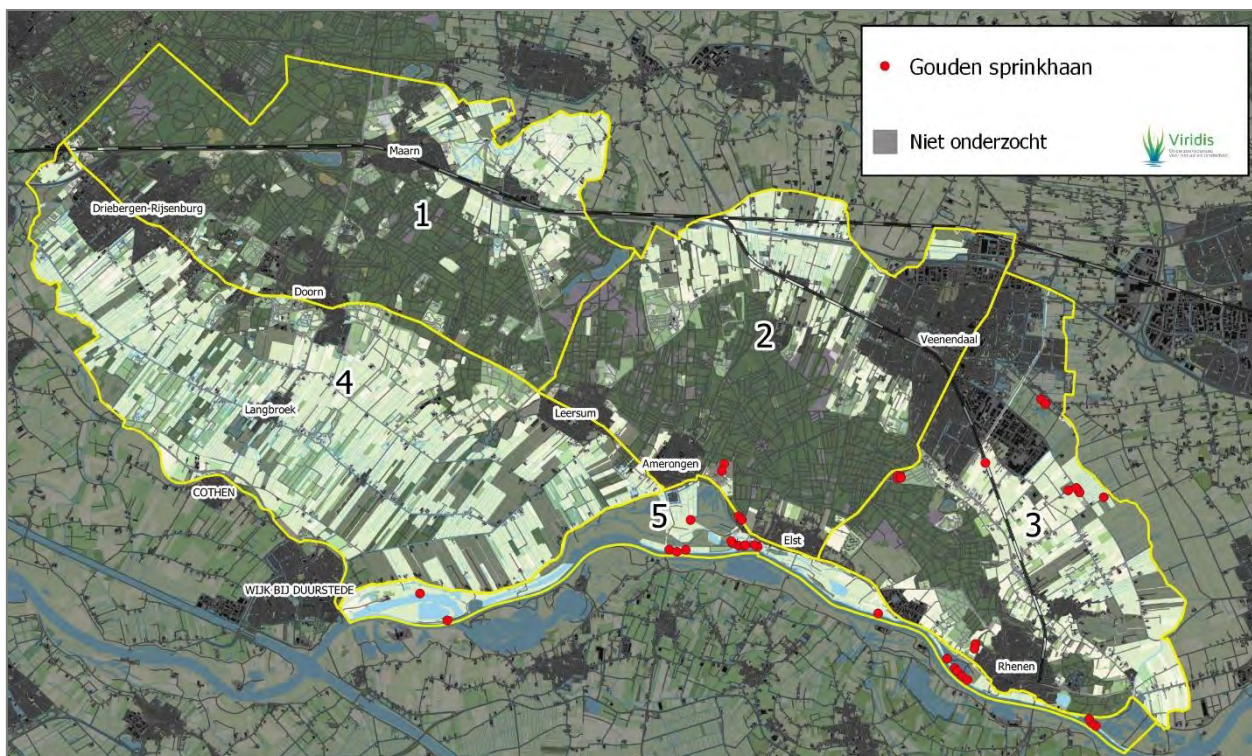 Gouden sprinkhaan
Niet onderzocht
Viridis
Maarn
1
Driebergen-Rijsenburg
Doorn
2
Veenendaal
4
Langbroek
Leersum
Amerongen
COTHEN
5
3
Elst
WIJK BIJ DUURSTEDE
Rhenen